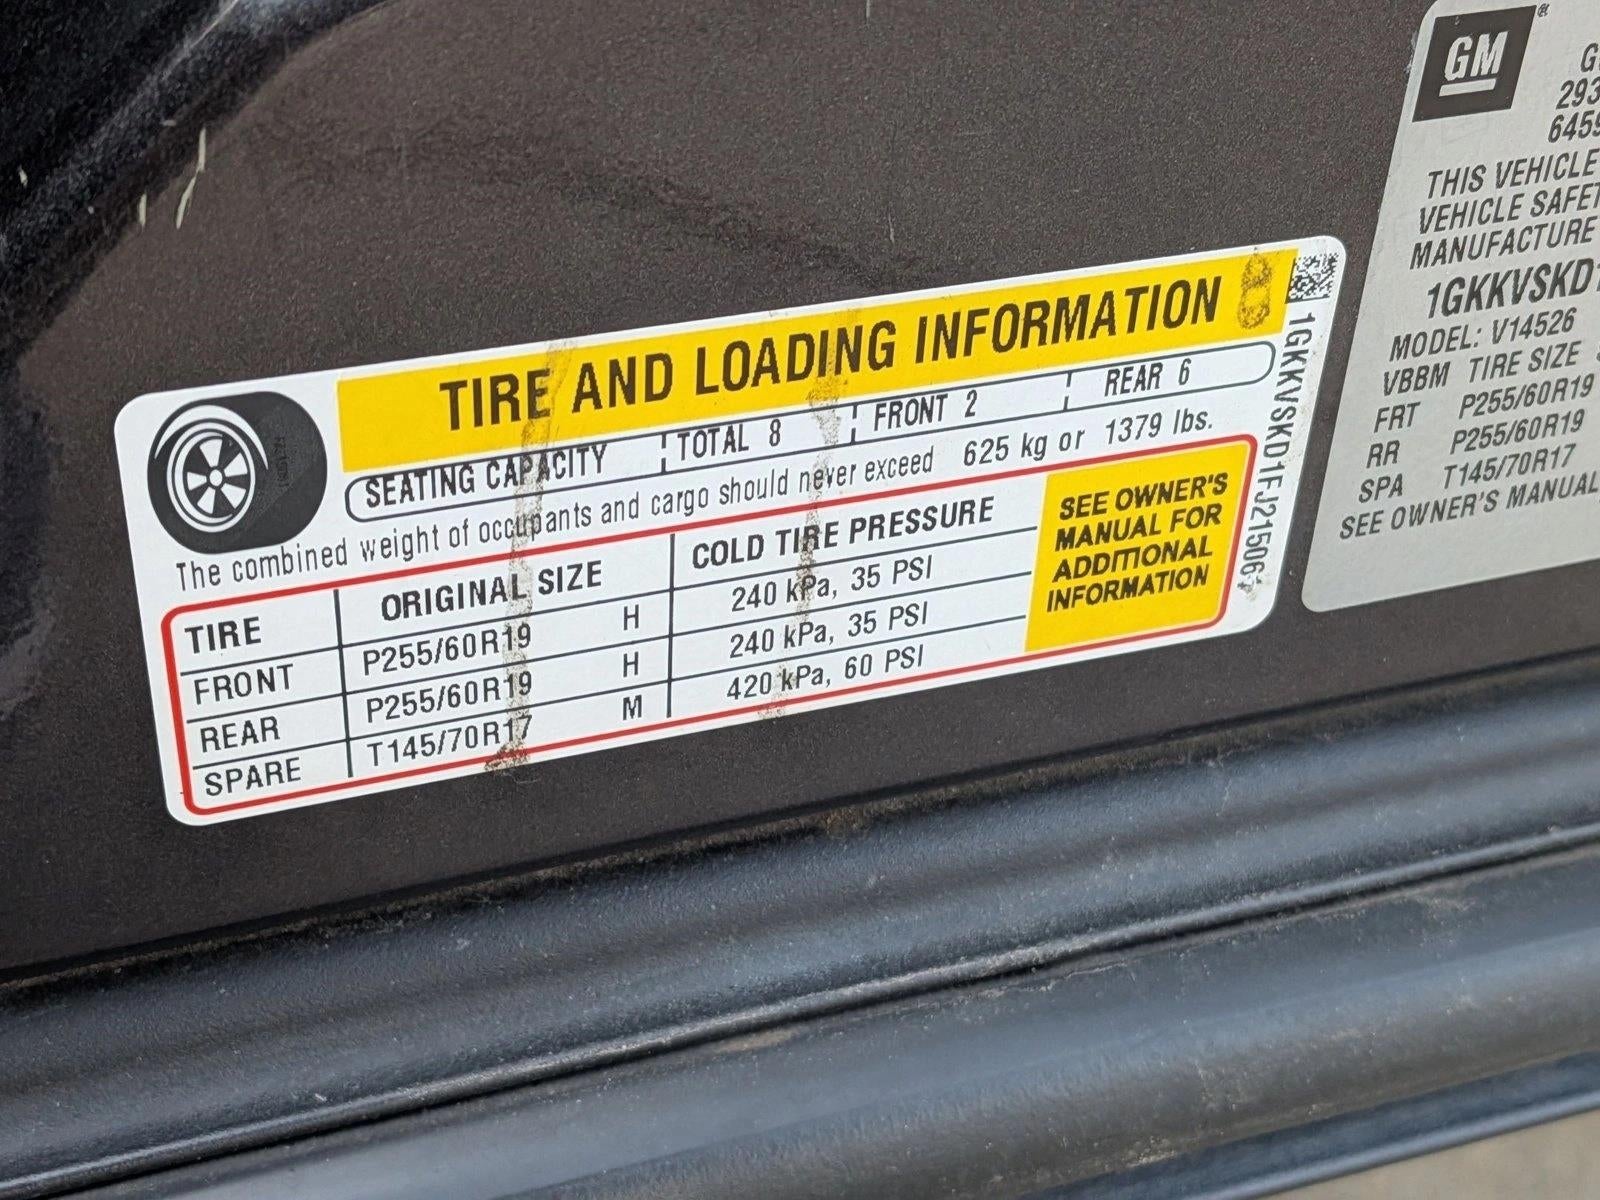 TIRE AND LOADING INFORMATION
SEATING CAPACITY TOTAL 8 FRONT 2 REAR 6
The combined weight of occupants and cargo should never exceed 625 kg or 1379 lbs.
TIRE ORIGINAL SIZE COLD TIRE PRESSURE
FRONT P255/60R19 H 240 kPa, 35 PSI
REAR P255/60R19 H 240 kPa, 35 PSI
SPARE T145/70R17 M 420 kPa, 60 PSI
SEE OWNER'S
MANUAL FOR
ADDITIONAL
INFORMATION
1GKKVSKD1FJ215067
GM
293
645
THIS VEHICLE
VEHICLE SAFET
MANUFACTURE
1GKKVSKD1
MODEL: V14526
VBBM TIRE SIZE
FRT P255/60R19
RR P255/60R19
SPA T145/70R17
SEE OWNER'S MANUAL